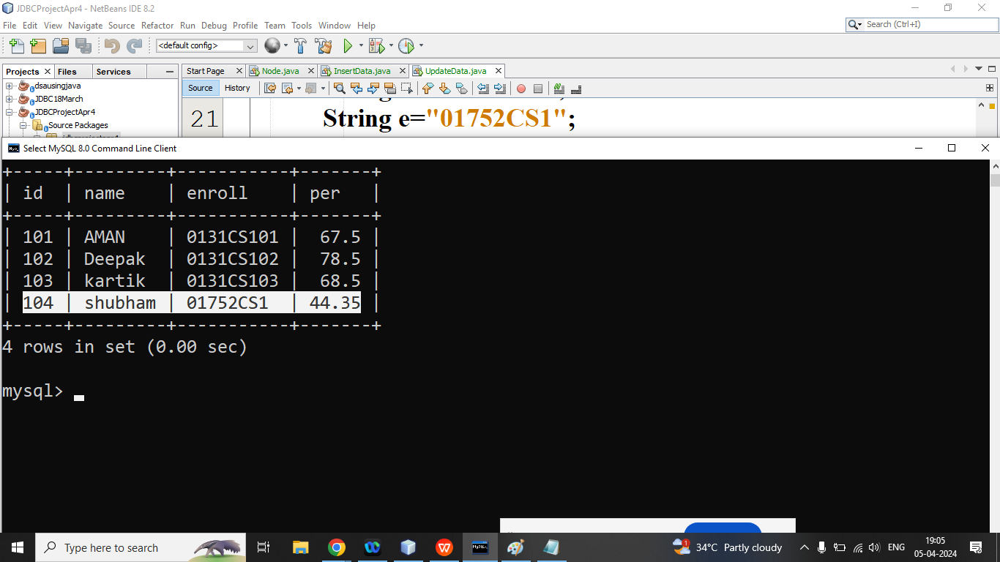 JDBCProjectApr4 - NetBeans IDE 8.2
File Edit View Navigate Source Refactor Run Debug Profile Team Tools Window Help
Search (Ctrl+I)
<default config>
Projects Files Services
Start Page Node.java InsertData.java UpdateData.java
dsausingjava
Source History
JDBC18March
JDBCProjectApr4
Source Packages
21 String e="01752CS1";
Select MySQL 8.0 Command Line Client
+-----+---------+-----------+-------+
| id | name | enroll | per |
+-----+---------+-----------+-------+
| 101 | AMAN | 0131CS101 | 67.5 |
| 102 | Deepak | 0131CS102 | 78.5 |
| 103 | kartik | 0131CS103 | 68.5 |
| 104 | shubham | 01752CS1 | 44.35 |
+-----+---------+-----------+-------+
4 rows in set (0.00 sec)
mysql>
Type here to search
34°C Partly cloudy
ENG
19:05
05-04-2024